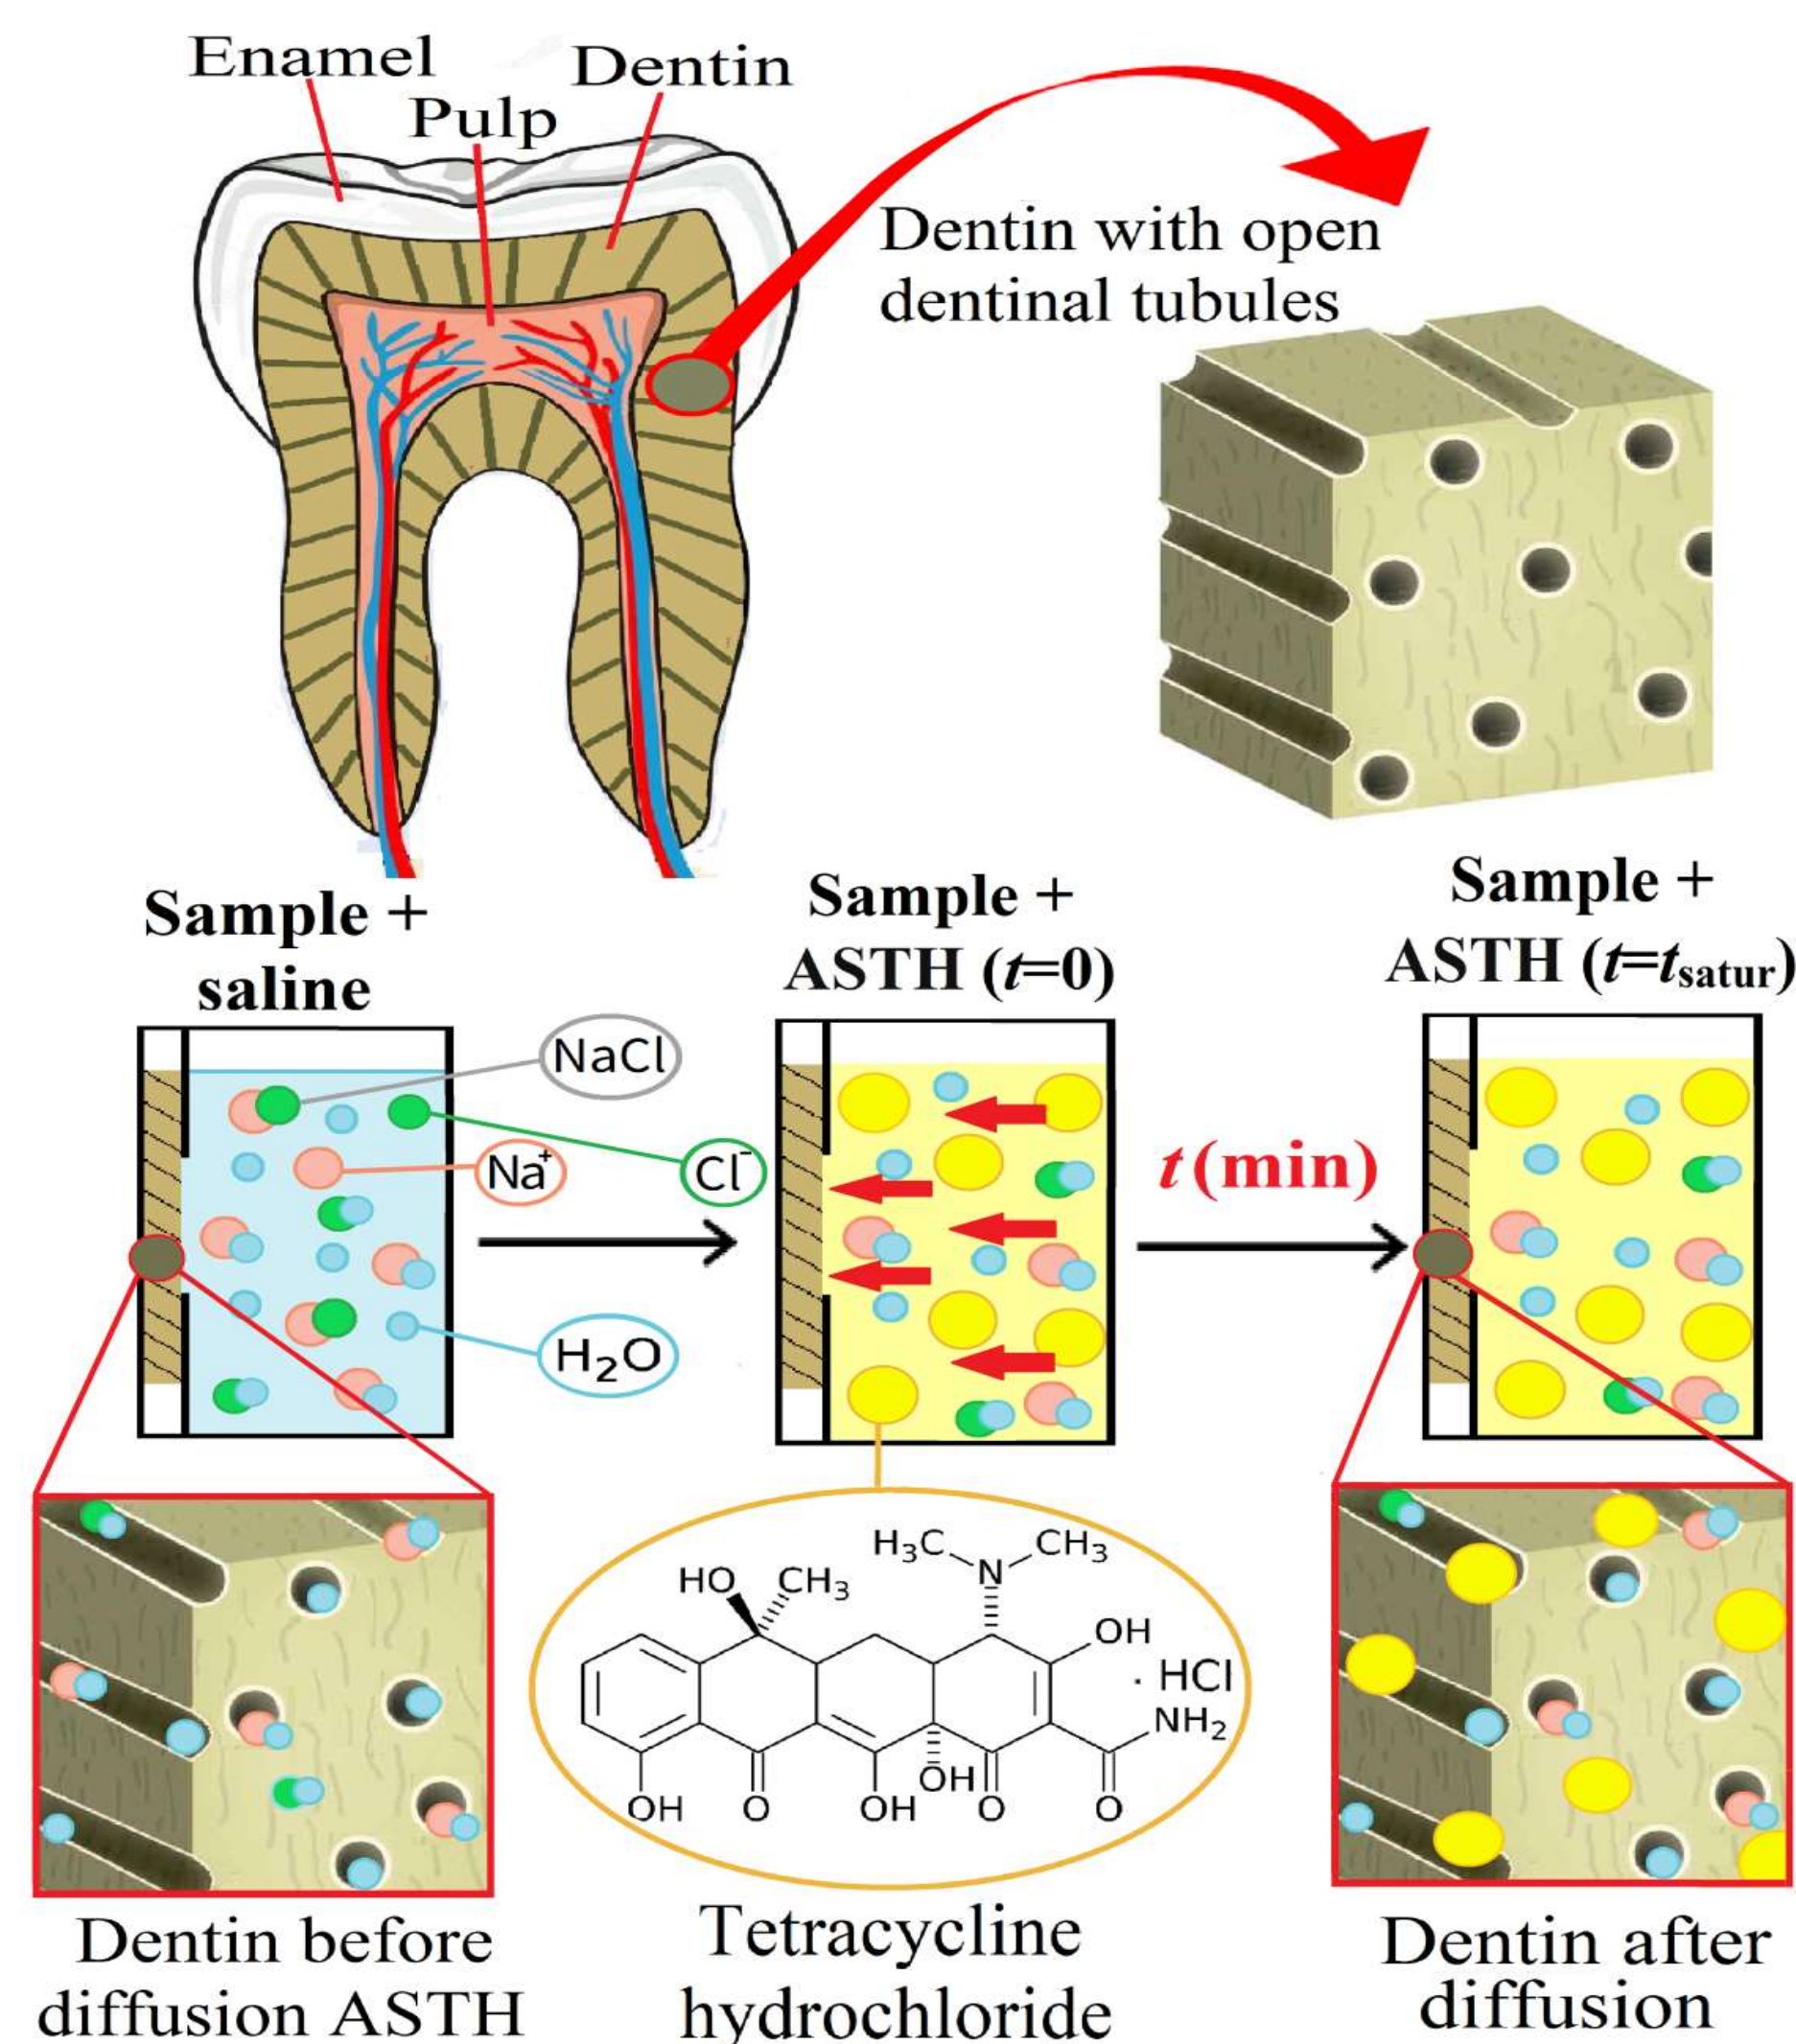 Enamel
Pulp
Dentin
Dentin with open
dentinal tubules
Sample +
saline
Sample +
ASTH (t=0)
Sample +
ASTH (t=tsatur)
NaCl
Na+
Cl-
H2O
t (min)
H3C
CH3
N
HO
CH3
OH
· HCl
NH2
OH
OH
O
OH
O
O
Dentin before
diffusion ASTH
Tetracycline
hydrochloride
Dentin after
diffusion